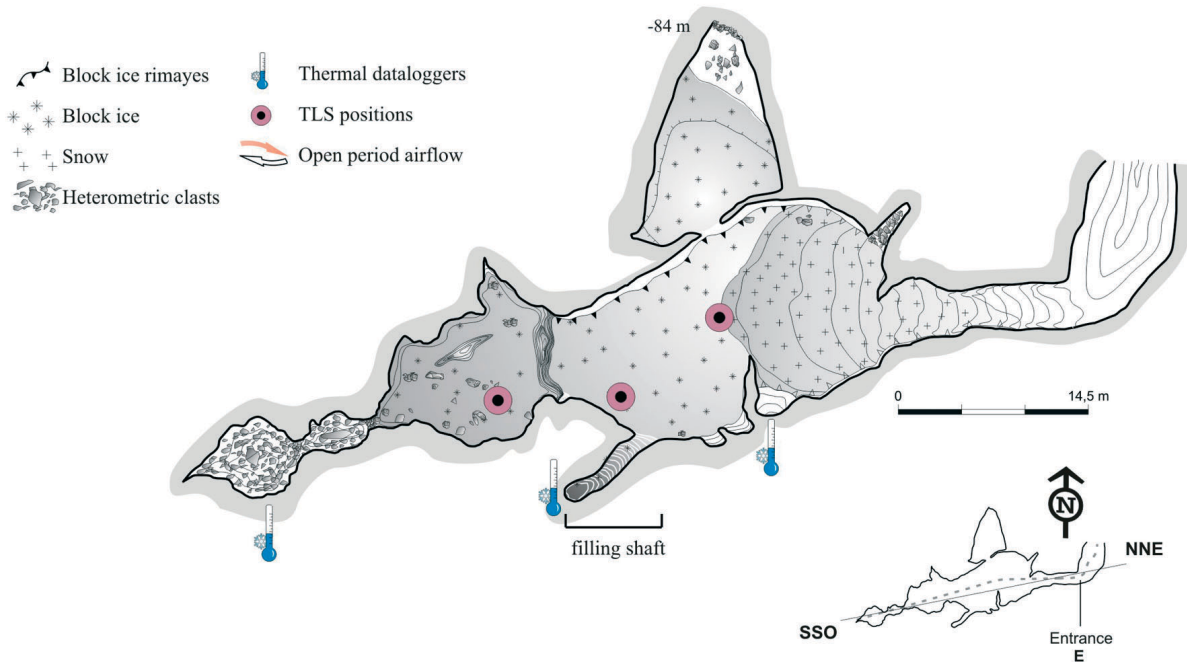 -84 m
Block ice rimayes
Thermal dataloggers
Block ice
TLS positions
Snow
Open period airflow
Heterometric clasts
0 14,5 m
filling shaft
N
NNE
SSO
Entrance
E